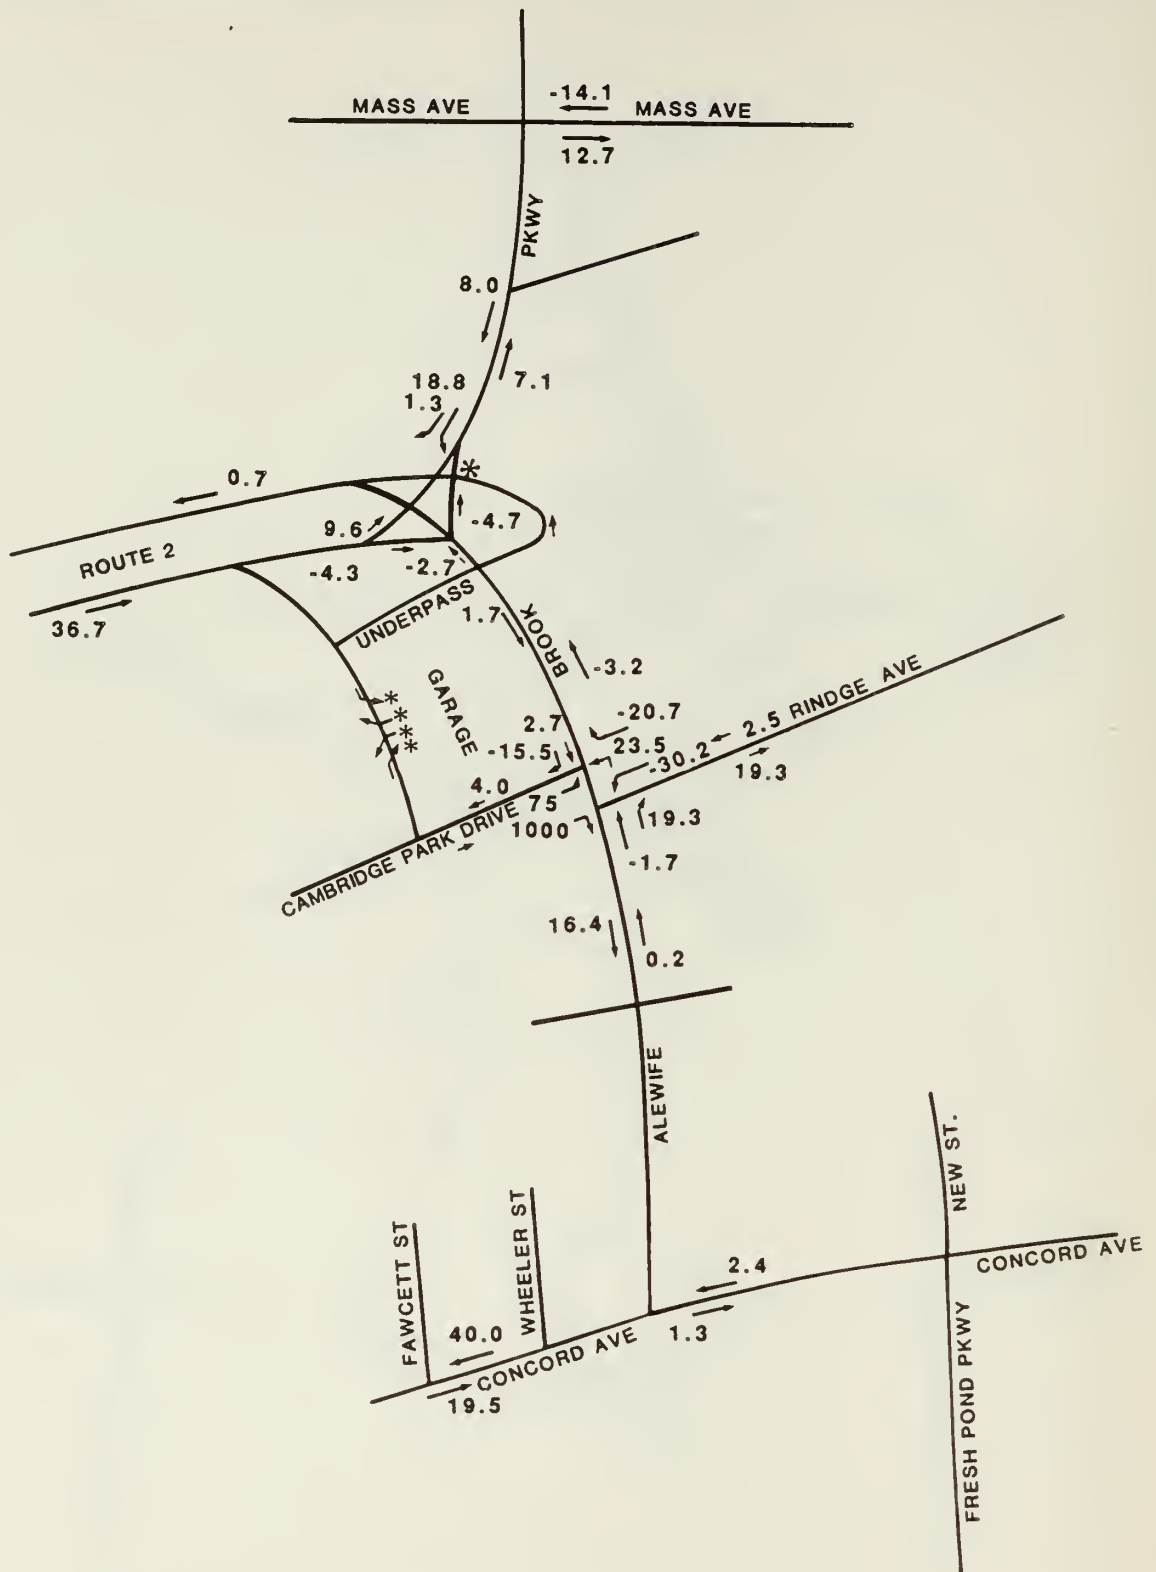 -14.1
MASS AVE
MASS AVE
12.7
PKWY
8.0
18.8
7.1
1.3
*
0.7
9.6
-4.7
ROUTE 2
-4.3
-2.7
36.7
UNDERPASS
1.7
BROOK
-3.2
GARAGE
*
*
*
*
2.7
-20.7
2.5 RINDGE AVE
-15.5
23.5
-30.2
19.3
4.0
75
1000
19.3
CAMBRIDGE PARK DRIVE
-1.7
16.4
0.2
ALEWIFE
NEW ST.
FAWCETT ST
WHEELER ST
2.4
CONCORD AVE
40.0
1.3
CONCORD AVE
19.5
FRESH POND PKWY